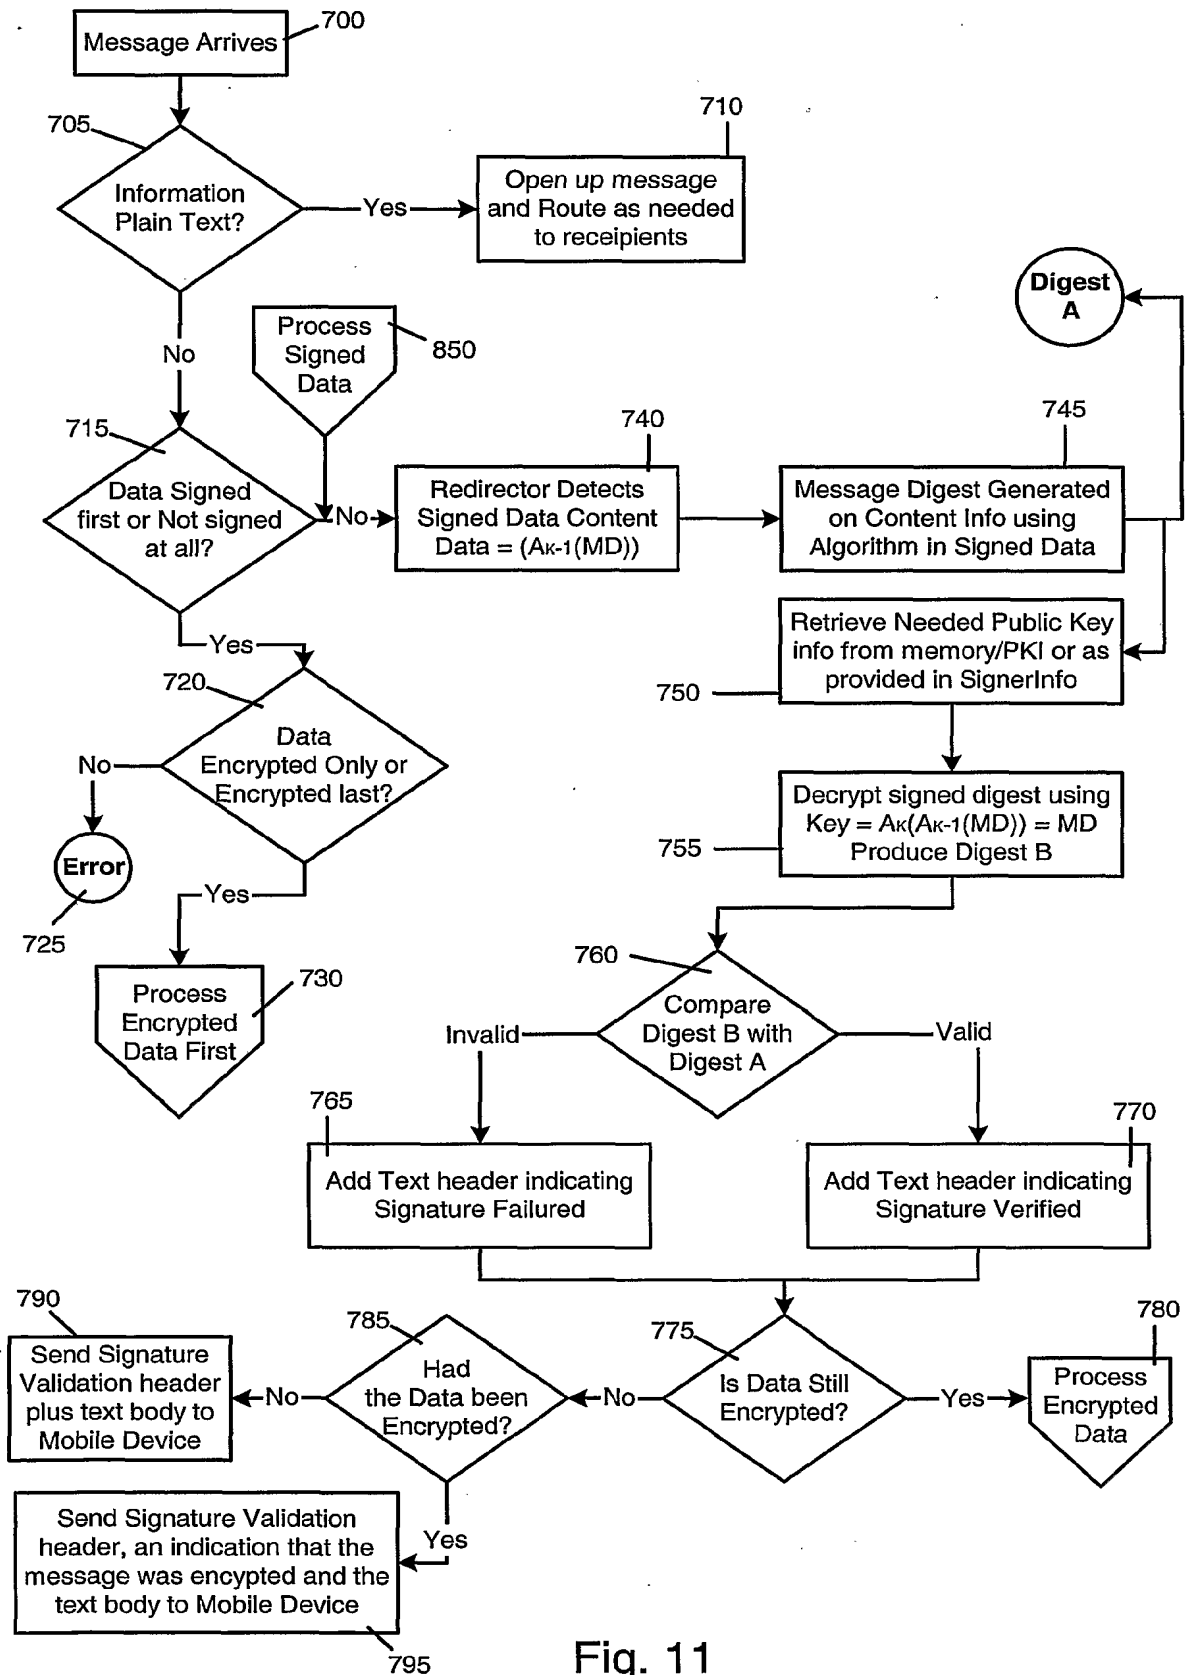 700
Message Arrives
705
710
Information
Plain Text?
Yes
Open up message
and Route as needed
to receipients
Digest
A
No
Process
Signed
Data
850
715
740
745
Data Signed
first or Not signed
at all?
No
Redirector Detects
Signed Data Content
Data = (AK-1(MD))
Message Digest Generated
on Content Info using
Algorithm in Signed Data
Yes
Retrieve Needed Public Key
info from memory/PKI or as
provided in SignerInfo
750
720
Data
Encrypted Only or
Encrypted last?
No
Error
725
Yes
Decrypt signed digest using
Key = AK(AK-1(MD)) = MD
Produce Digest B
755
730
Process
Encrypted
Data First
760
Compare
Digest B with
Digest A
Invalid
Valid
765
770
Add Text header indicating
Signature Failured
Add Text header indicating
Signature Verified
790
785
775
780
Send Signature
Validation header
plus text body to
Mobile Device
No
Had
the Data been
Encrypted?
No
Is Data Still
Encrypted?
Yes
Process
Encrypted
Data
Yes
Send Signature Validation
header, an indication that the
message was encypted and the
text body to Mobile Device
795
Fig. 11